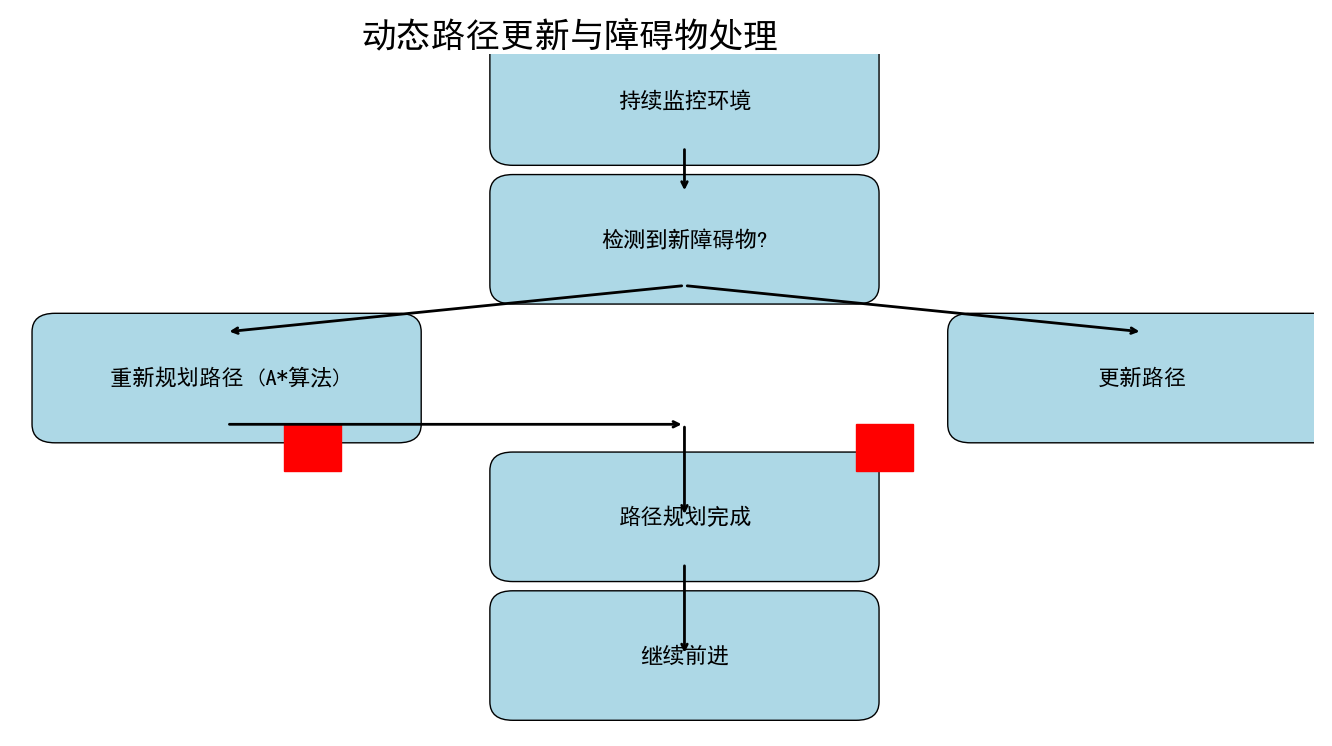 动态路径更新与障碍物处理
持续监控环境
检测到新障碍物?
重新规划路径（A*算法）
更新路径
路径规划完成
继续前进